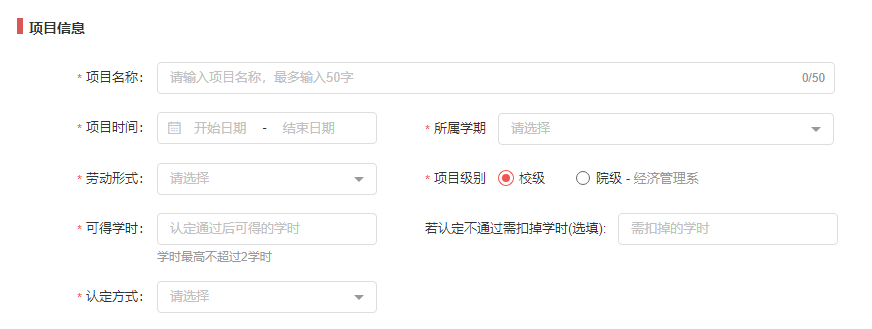 项目信息
* 项目名称: 请输入项目名称，最多输入50字 0/50
* 项目时间: 开始日期 - 结束日期 * 所属学期 请选择
* 劳动形式: 请选择 * 项目级别 校级 院级 - 经济管理系
* 可得学时: 认定通过后可得的学时 若认定不通过需扣掉学时(选填): 需扣掉的学时
学时最高不超过2学时
* 认定方式: 请选择